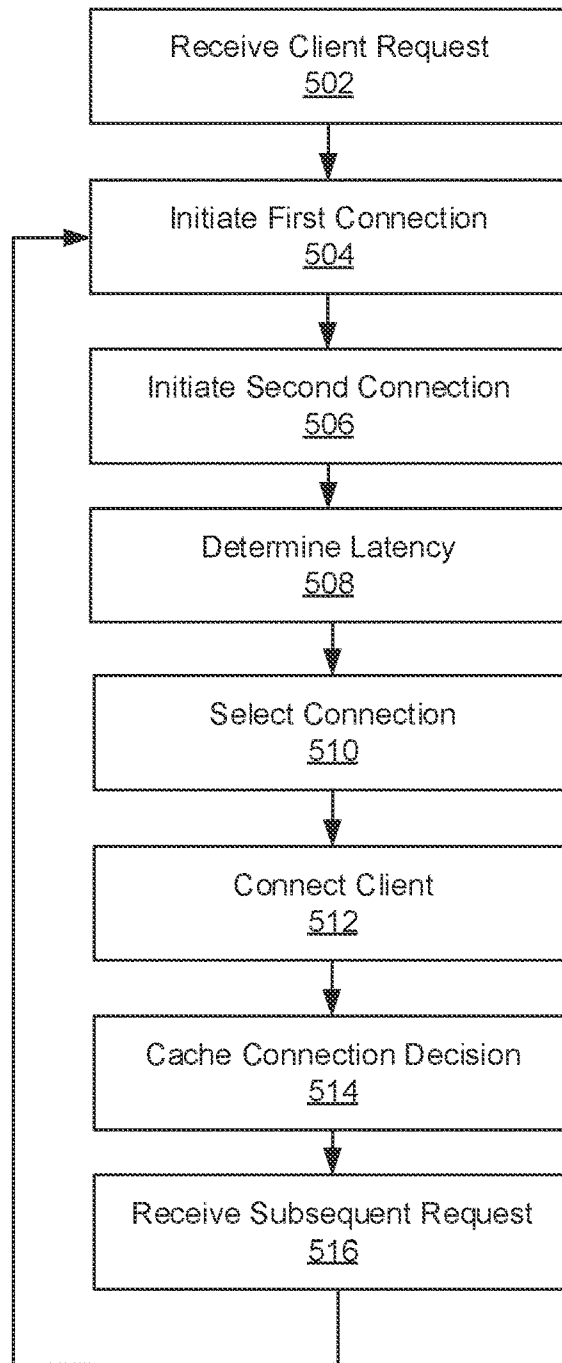 Receive Client Request
502
Initiate First Connection
504
Initiate Second Connection
506
Determine Latency
508
Select Connection
510
Connect Client
512
Cache Connection Decision
514
Receive Subsequent Request
516